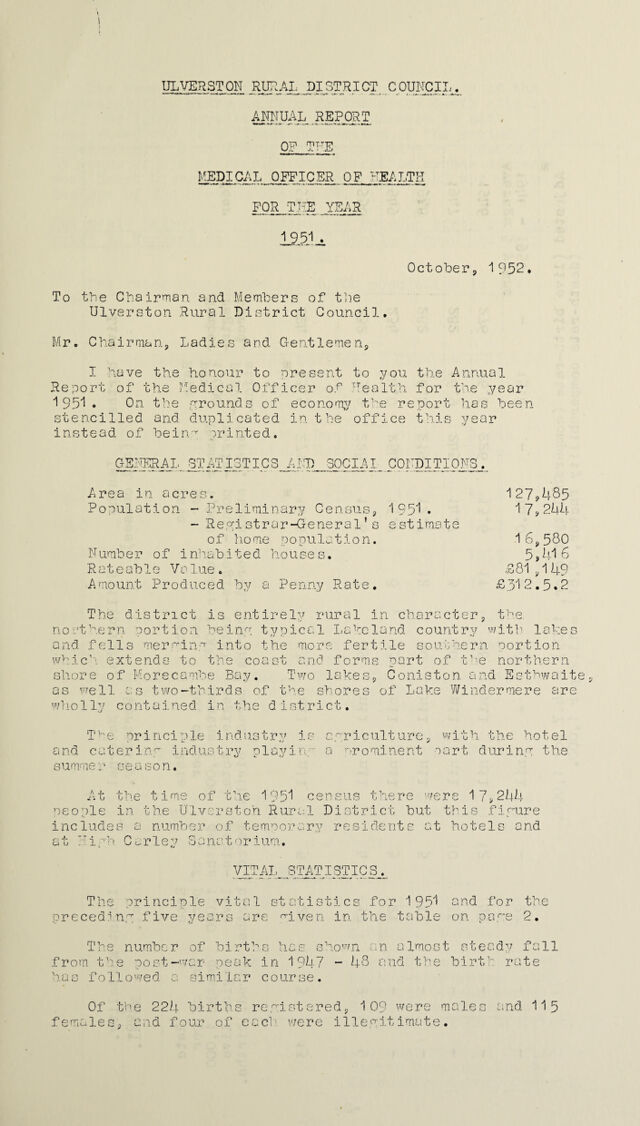 ULVERSTON RURAL DISTRICT COUNCIL.
ANNUAL REPORT
OF THE
MEDICAL OFFICER OF HEALTH
FOR THE YEAR
1951.
October, 1952.
To the Chairman and Members of the
Ulverston Rural District Council.
Mr. Chairman, Ladies and Gentlemen,
I have the honour to present to you the Annual
Report of the Medical Officer of Health for the year
1951. On the grounds of economy the report has been
stencilled and duplicated in the office this year
instead of being printed.
GENERAL STATISTICS AND SOCIAL CONDITIONS.
Area in acres. 127,485
Population - Preliminary Census, 1951. 17,244
- Registrar-General's estimate
of home population. 16,580
Number of inhabited houses. 5,416
Rateable Value. £81,149
Amount Produced by a Penny Rate. £312.5.2
The district is entirely rural in character, the
northern portion being typical Lakeland country with lakes
and fells merging into the more fertile southern portion
which extends to the coast and forms part of the northern
shore of Morecambe Bay. Two lakes, Coniston and Esthwaite,
as well as two-thirds of the shores of Lake Windermere are
wholly contained in the district.
The principle industry is agriculture, with the hotel
and catering industry playing a prominent part during the
summer season.
At the time of the 1951 census there were 17,244
people in the Ulverston Rural District but this figure
includes a number of temporary residents at hotels and
at High Carley Sanatorium.
VITAL STATISTICS.
The principle vital statistics for 1951 and for the
preceding five years are given in the table on page 2.
The number of births has shown an almost steady fall
from the post-war peak in 1947 - 48 and the birth rate
has followed a similar course.
Of the 224 births registered, 109 were males and 115
females, and four of each were illegitimate.